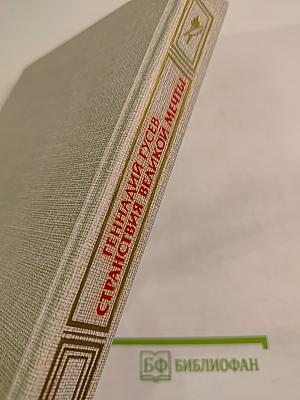 ГЕННАДИЙ ГУСЕВ
СТРАНСТВИЯ ВЕЛИКОЙ МЕЧТЫ
БФ БИБЛИОФАН